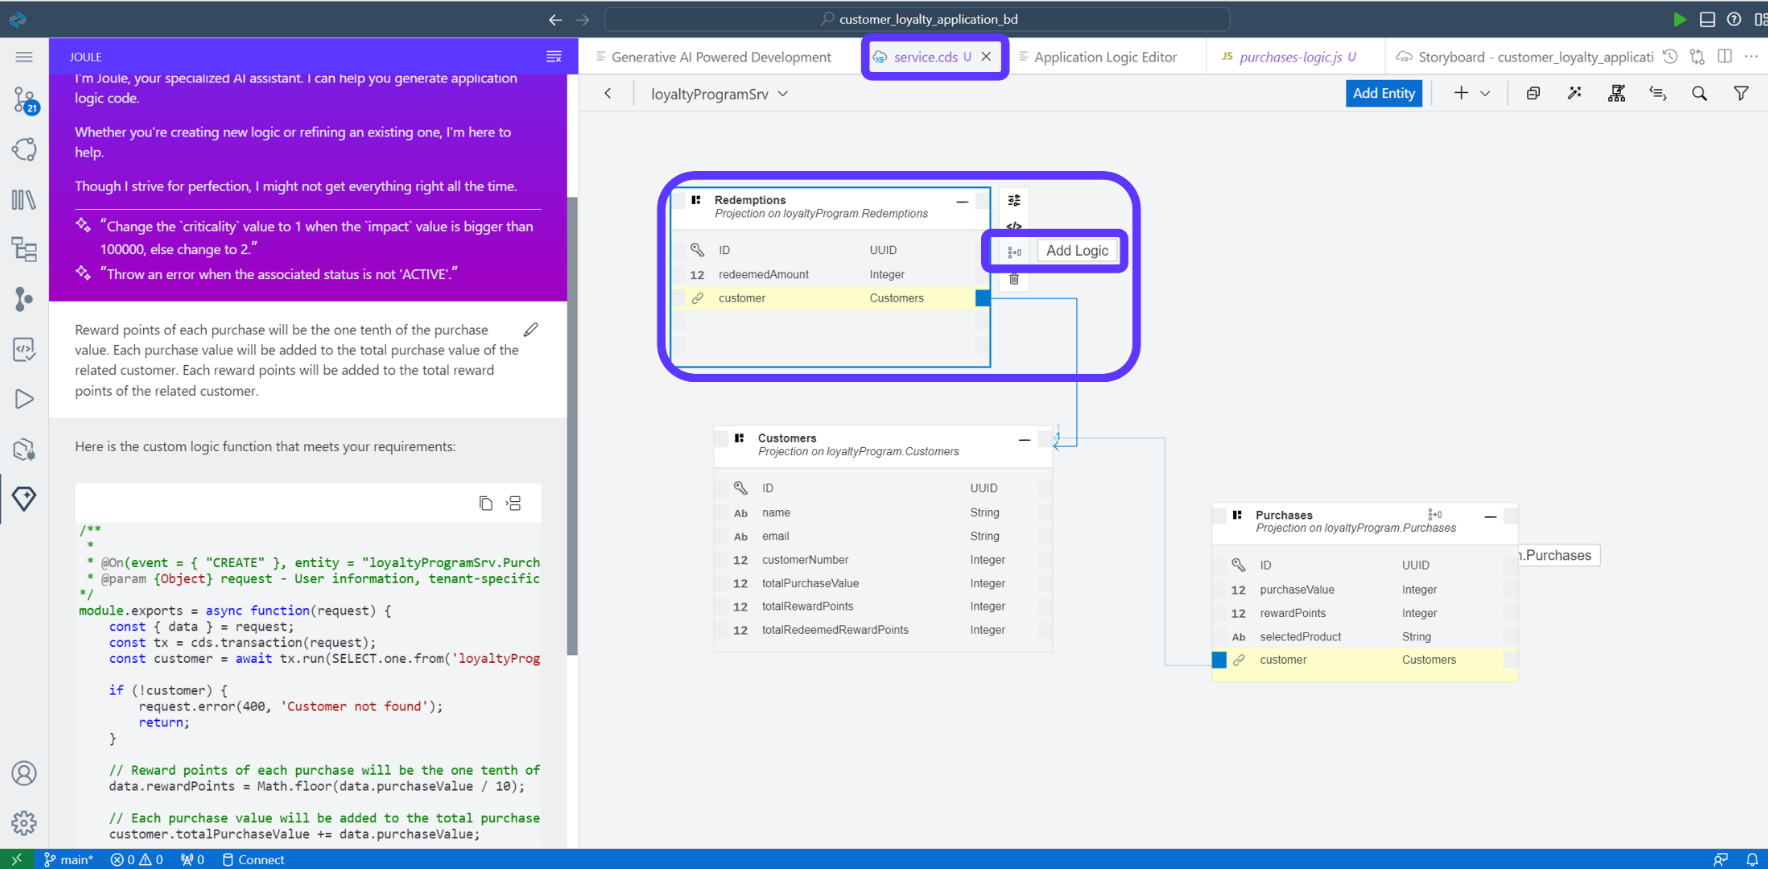 customer_loyalty_application_bd
JOULE
Generative AI Powered Development
service.cds U
Application Logic Editor
JS purchases-logic.js U
Storyboard - customer_loyalty_applicati
21
I'm Joule, your specialized AI assistant. I can help you generate application
logic code.
Whether you're creating new logic or refining an existing one, I'm here to
help.
Though I strive for perfection, I might not get everything right all the time.
"Change the `criticality` value to 1 when the `impact` value is bigger than
100000, else change to 2."
"Throw an error when the associated status is not 'ACTIVE'."
Reward points of each purchase will be the one tenth of the purchase
value. Each purchase value will be added to the total purchase value of the
related customer. Each reward points will be added to the total reward
points of the related customer.
Here is the custom logic function that meets your requirements:
/**
*
* @On(event = { "CREATE" }, entity = "loyaltyProgramSrv.Purch
* @param {Object} request - User information, tenant-specific
*/
module.exports = async function(request) {
const { data } = request;
const tx = cds.transaction(request);
const customer = await tx.run(SELECT.one.from('loyaltyProg
if (!customer) {
request.error(400, 'Customer not found');
return;
}
// Reward points of each purchase will be the one tenth of
data.rewardPoints = Math.floor(data.purchaseValue / 10);
// Each purchase value will be added to the total purchase
customer.totalPurchaseValue += data.purchaseValue;
loyaltyProgramSrv
Add Entity
Redemptions
Projection on loyaltyProgram.Redemptions
ID UUID
12 redeemedAmount Integer
customer Customers
Add Logic
Customers
Projection on loyaltyProgram.Customers
ID UUID
Ab name String
Ab email String
12 customerNumber Integer
12 totalPurchaseValue Integer
12 totalRewardPoints Integer
12 totalRedeemedRewardPoints Integer
Purchases
Projection on loyaltyProgram.Purchases
.Purchases
ID UUID
12 purchaseValue Integer
12 rewardPoints Integer
Ab selectedProduct String
customer Customers
main* 0 0 0 Connect